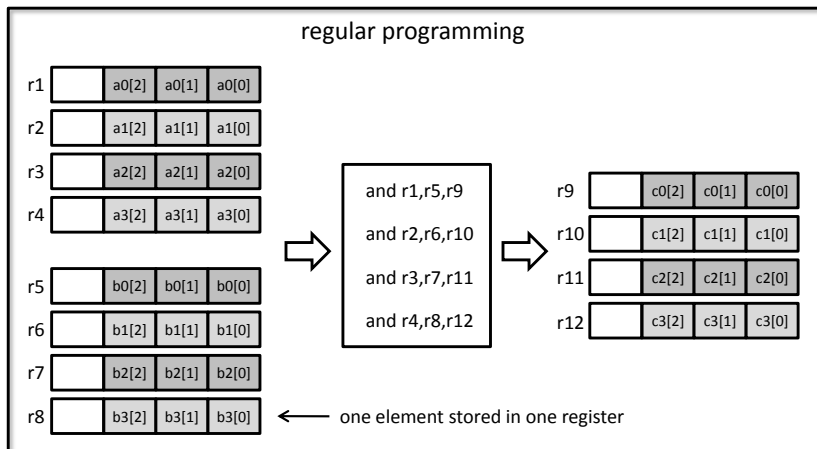 regular programming
r1 a0[2] a0[1] a0[0]
r2 a1[2] a1[1] a1[0]
r3 a2[2] a2[1] a2[0]
r4 a3[2] a3[1] a3[0]
r5 b0[2] b0[1] b0[0]
r6 b1[2] b1[1] b1[0]
r7 b2[2] b2[1] b2[0]
r8 b3[2] b3[1] b3[0]
one element stored in one register
and r1,r5,r9
and r2,r6,r10
and r3,r7,r11
and r4,r8,r12
r9 c0[2] c0[1] c0[0]
r10 c1[2] c1[1] c1[0]
r11 c2[2] c2[1] c2[0]
r12 c3[2] c3[1] c3[0]